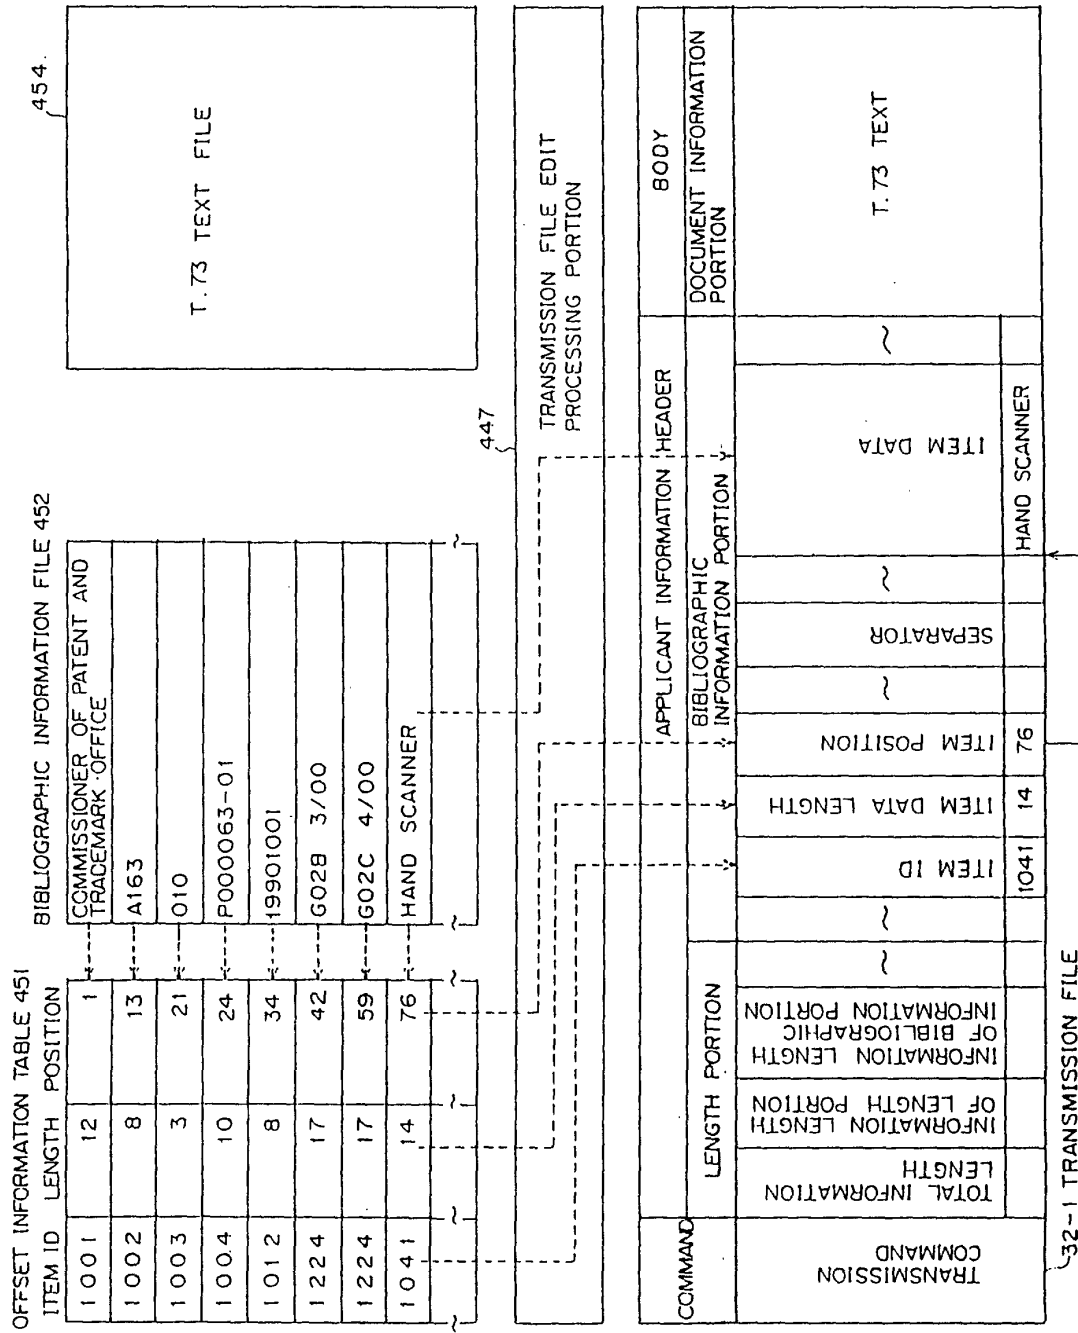 OFFSET INFORMATION TABLE 451
ITEM ID LENGTH POSITION
1001 12 1
1002 8 13
1003 3 21
1004 10 24
1012 8 34
1224 17 42
1224 17 59
1041 14 76
BIBLIOGRAPHIC INFORMATION FILE 452
COMMISSIONER OF PATENT AND
TRACEMARK OFFICE
A163
010
P000063-01
19901001
G02B 3/00
G02C 4/00
HAND SCANNER
454
T.73 TEXT FILE
447
TRANSMISSION FILE EDIT
PROCESSING PORTION
COMMAND
APPLICANT INFORMATION HEADER
BODY
LENGTH PORTION
BIBLIOGRAPHIC
INFORMATION PORTION
DOCUMENT INFORMATION
PORTION
TRANSMISSION
COMMAND
TOTAL INFORMATION
LENGTH
INFORMATION LENGTH
OF LENGTH PORTION
INFORMATION LENGTH
OF BIBLIOGRAPHIC
INFORMATION PORTION
ITEM ID
ITEM DATA LENGTH
ITEM POSITION
SEPARATOR
ITEM DATA
T.73 TEXT
1041 14 76 HAND SCANNER
32-1 TRANSMISSION FILE